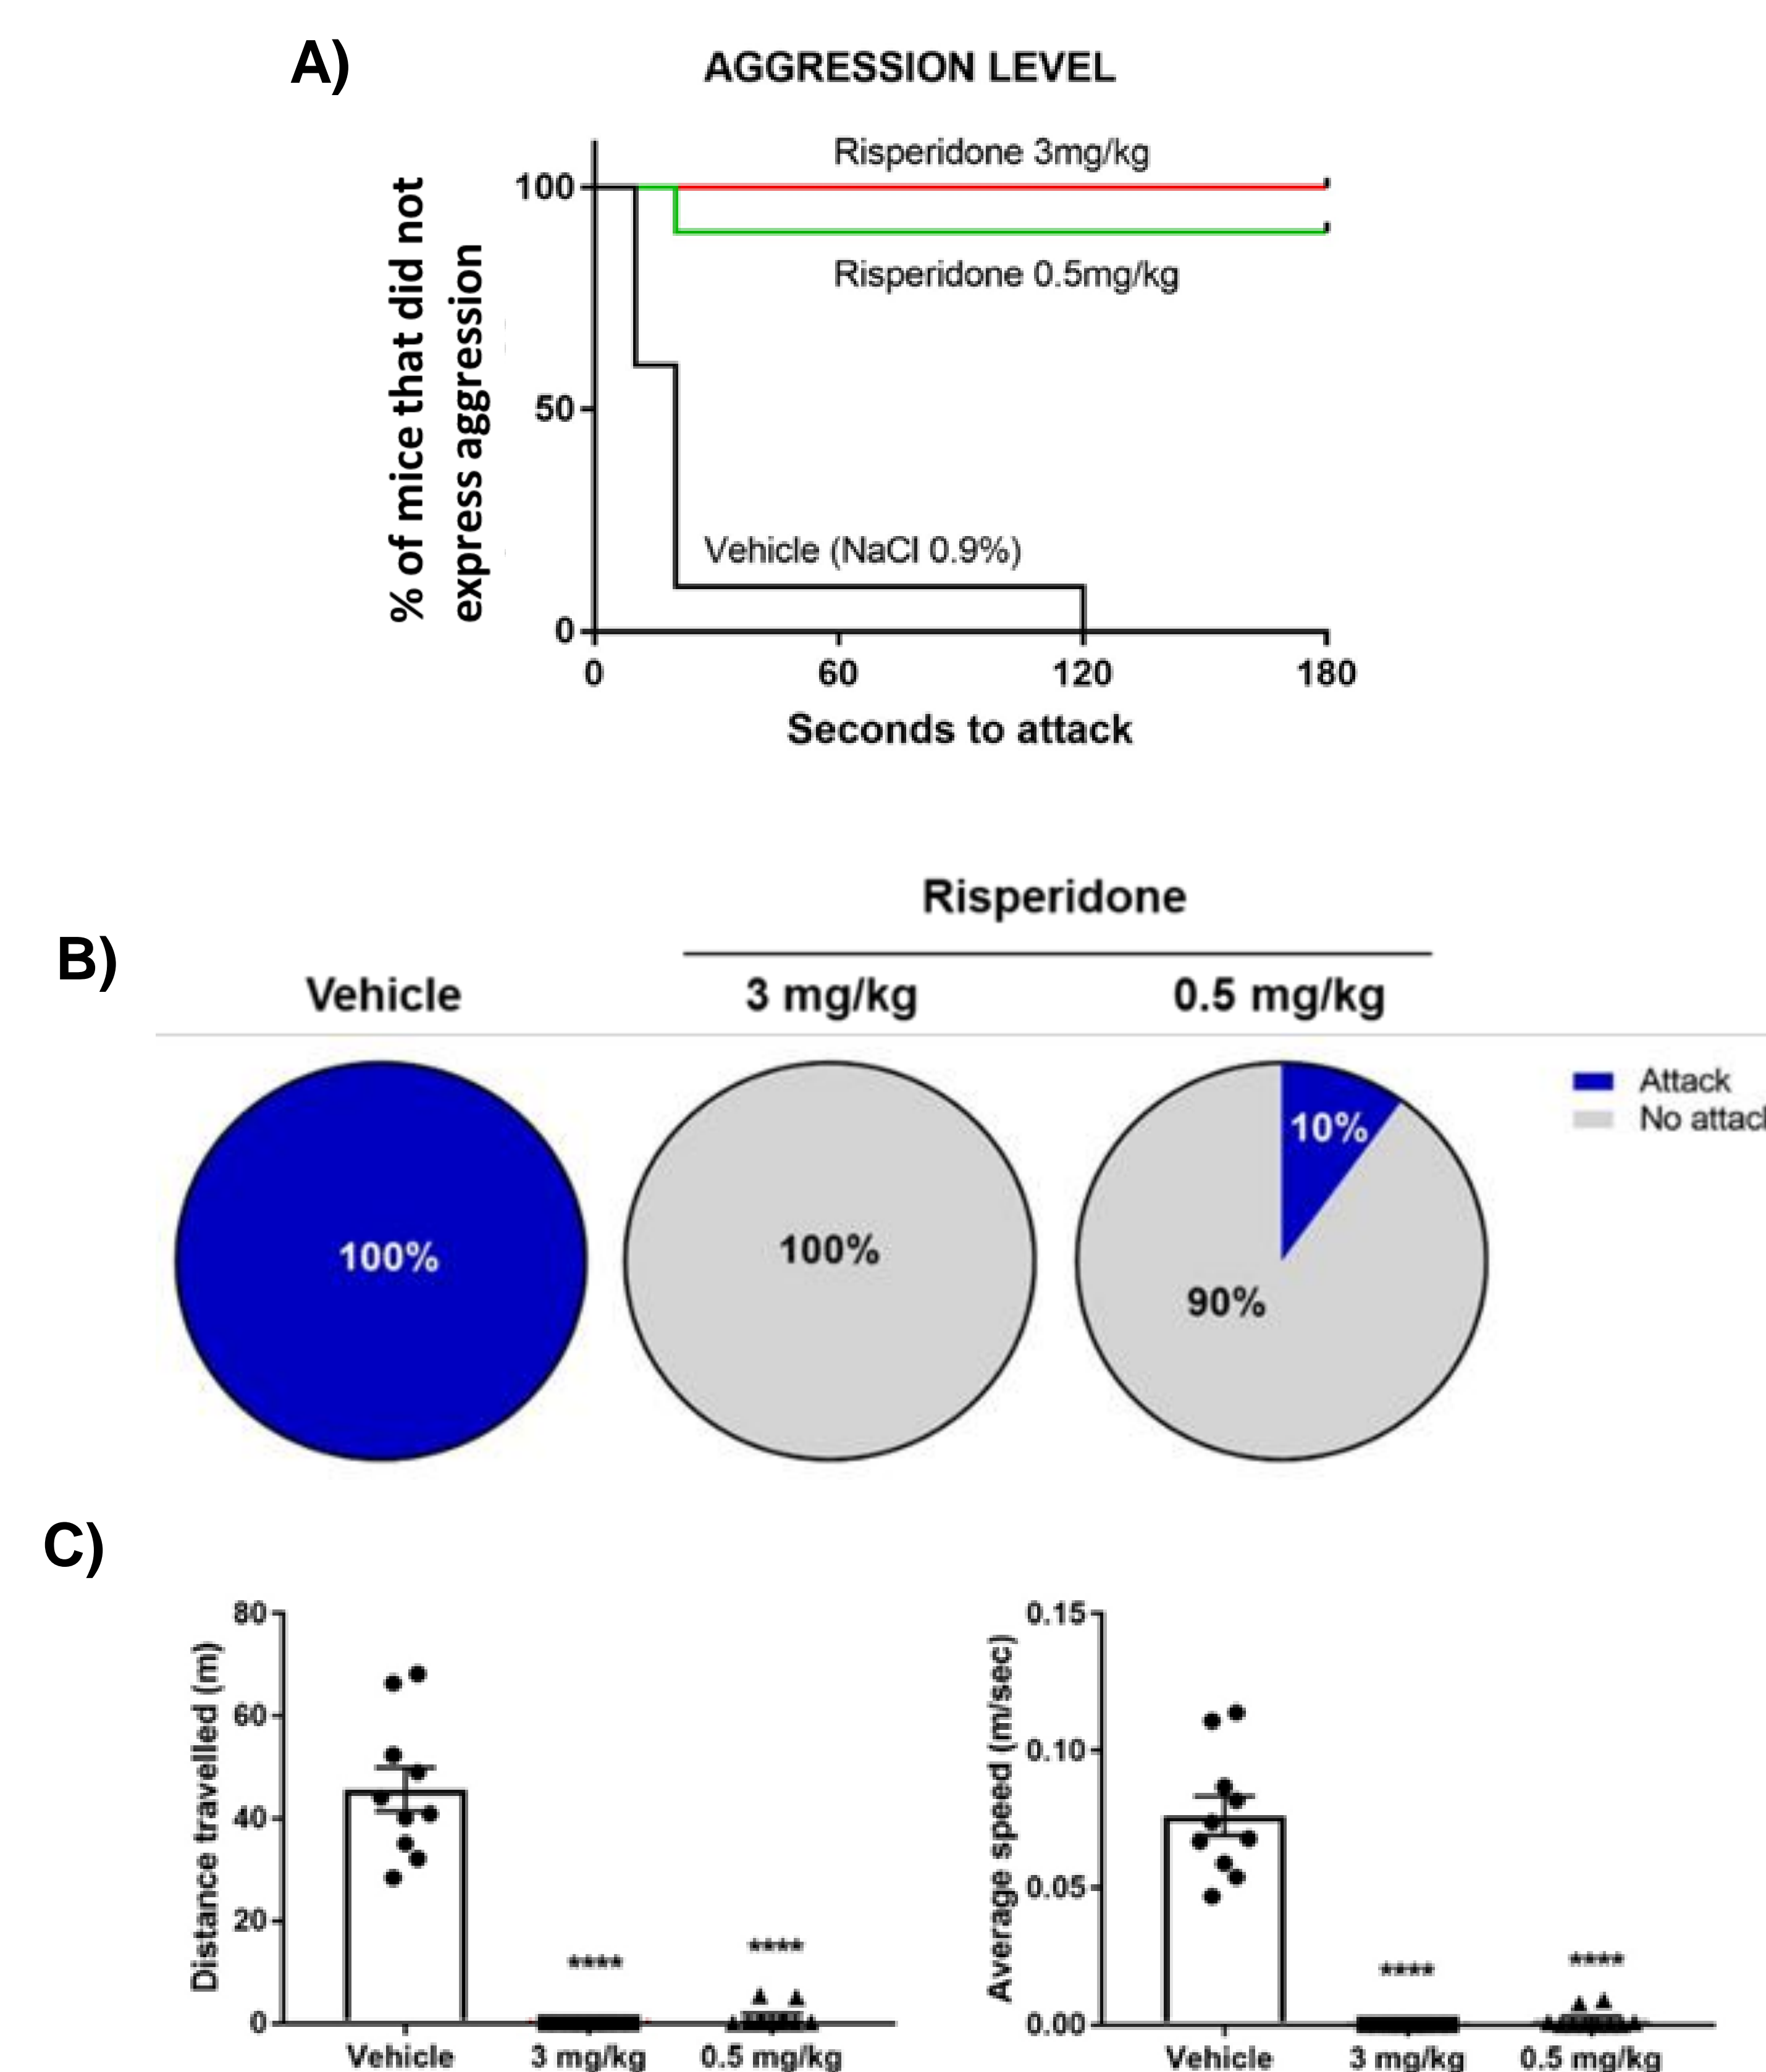 A)
AGGRESSION LEVEL
% of mice that did not
express aggression
100
50
0
Risperidone 3mg/kg
Risperidone 0.5mg/kg
Vehicle (NaCl 0.9%)
0 60 120 180
Seconds to attack
B)
Risperidone
Vehicle 3 mg/kg 0.5 mg/kg
100%
100%
10%
90%
Attack
No attac
C)
Distance travelled (m)
80
60
40
20
0
****
****
Vehicle 3 mg/kg 0.5 mg/kg
Average speed (m/sec)
0.15
0.10
0.05
0.00
****
****
Vehicle 3 mg/kg 0.5 mg/kg